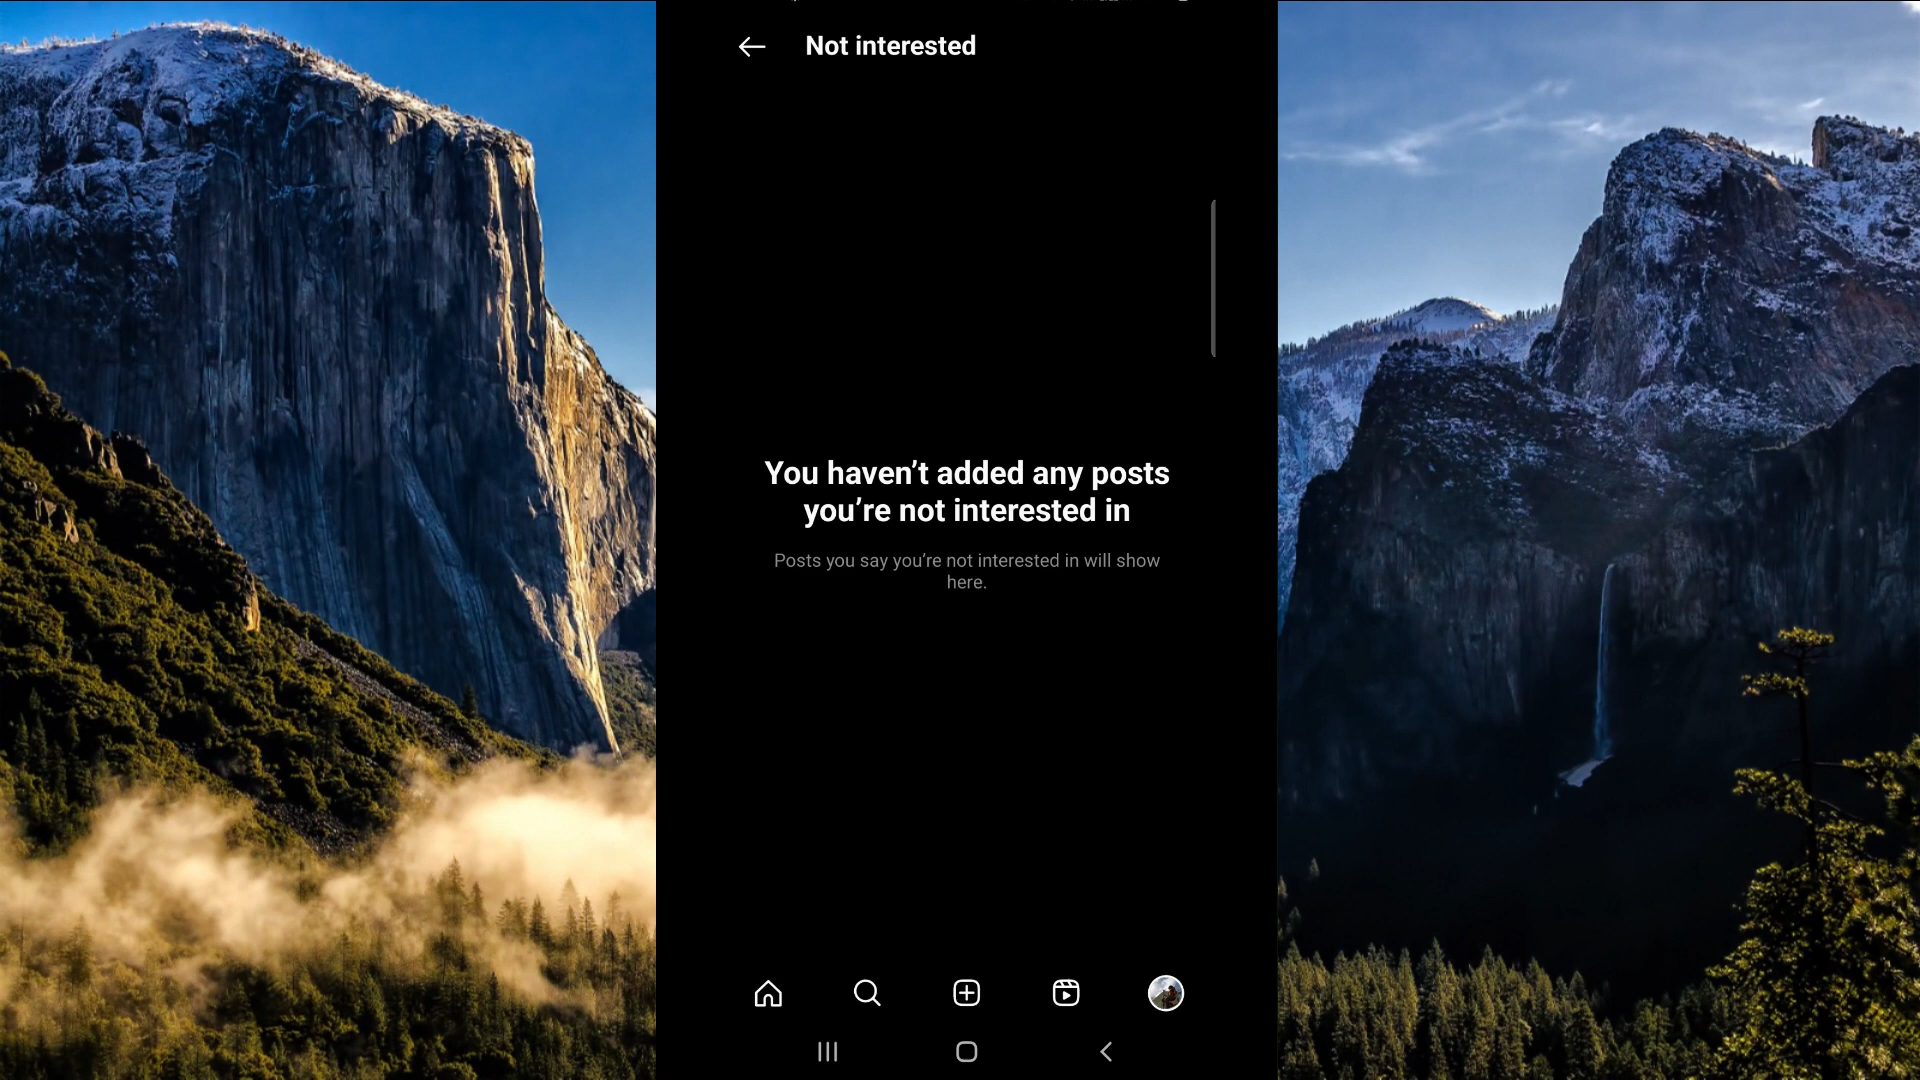 Not interested
You haven’t added any posts
you’re not interested in
Posts you say you’re not interested in will show
here.